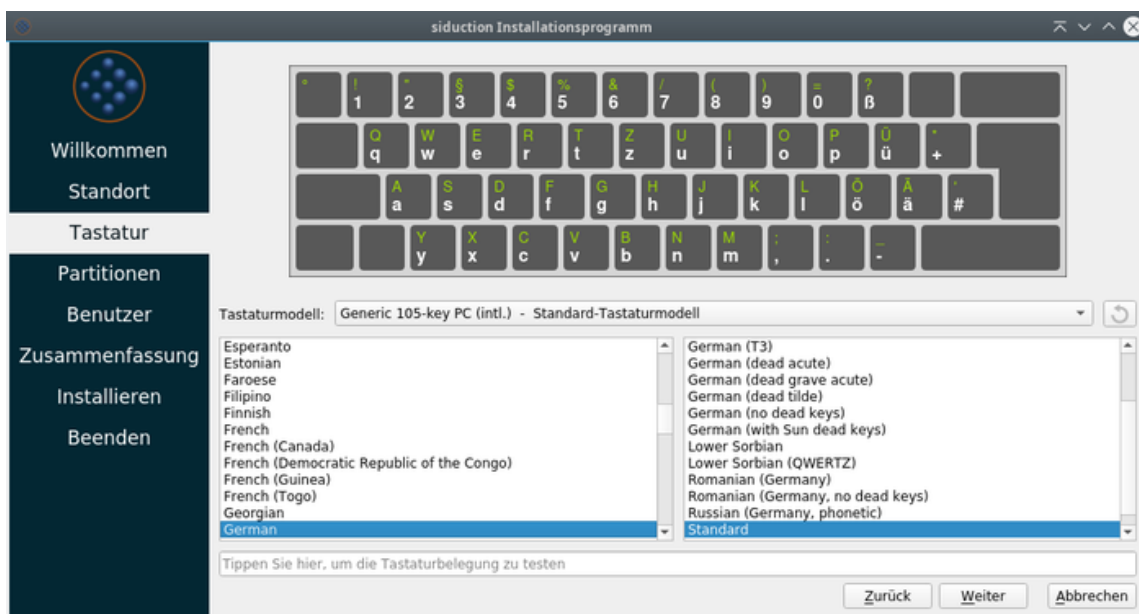 siduction Installationsprogramm
Willkommen
Standort
Tastatur
Partitionen
Benutzer
Zusammenfassung
Installieren
Beenden
° ! " § $ % & / ( ) = ?
1 2 3 4 5 6 7 8 9 0 ß
Q W E R T Z U I O P Ü *
q w e r t z u i o p ü +
A S D F G H J K L Ö Ä '
a s d f g h j k l ö ä #
Y X C V B N M ; : _
y x c v b n m , . -
Tastaturmodell: Generic 105-key PC (intl.) - Standard-Tastaturmodell
Esperanto
Estonian
Faroese
Filipino
Finnish
French
French (Canada)
French (Democratic Republic of the Congo)
French (Guinea)
French (Togo)
Georgian
German
German (T3)
German (dead acute)
German (dead grave acute)
German (dead tilde)
German (no dead keys)
German (with Sun dead keys)
Lower Sorbian
Lower Sorbian (QWERTZ)
Romanian (Germany)
Romanian (Germany, no dead keys)
Russian (Germany, phonetic)
Standard
Tippen Sie hier, um die Tastaturbelegung zu testen
Zurück Weiter Abbrechen